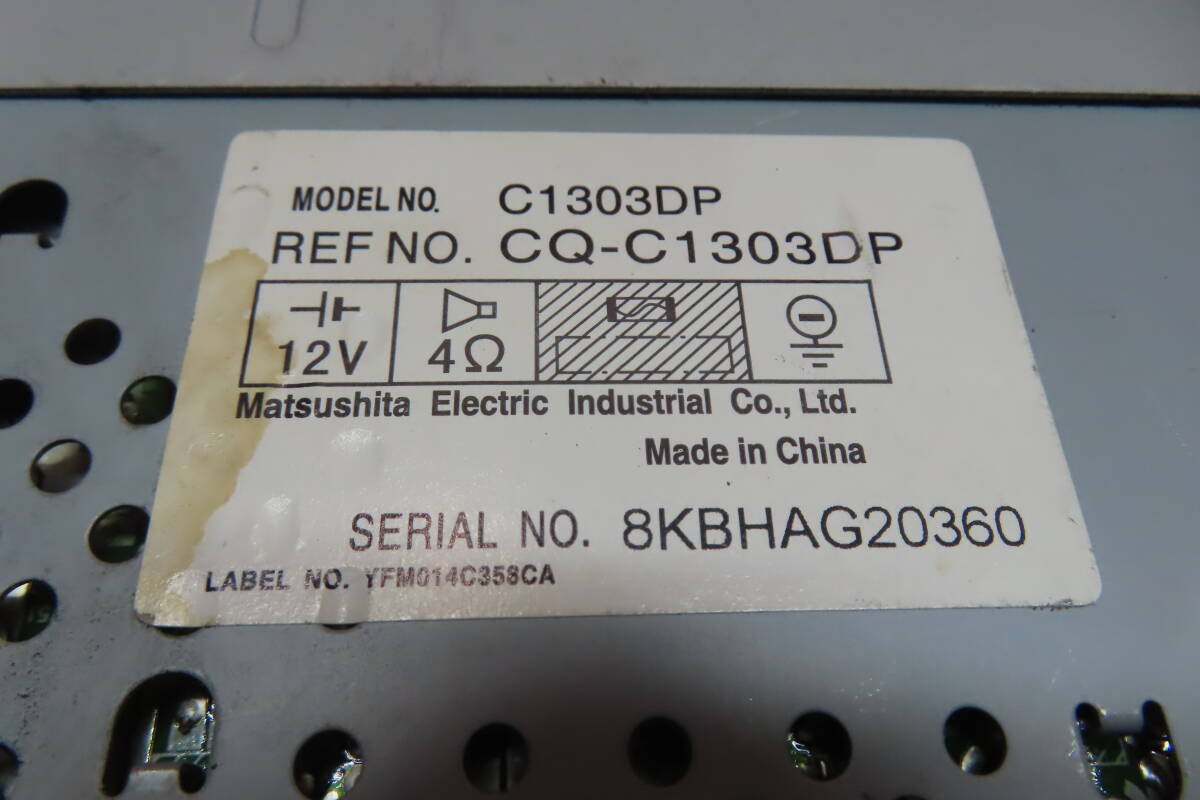 MODEL NO. C1303DP
REF NO. CQ-C1303DP
12V 4Ω
Matsushita Electric Industrial Co., Ltd.
Made in China
SERIAL NO. 8KBHAG20360
LABEL NO. YFM014C358CA